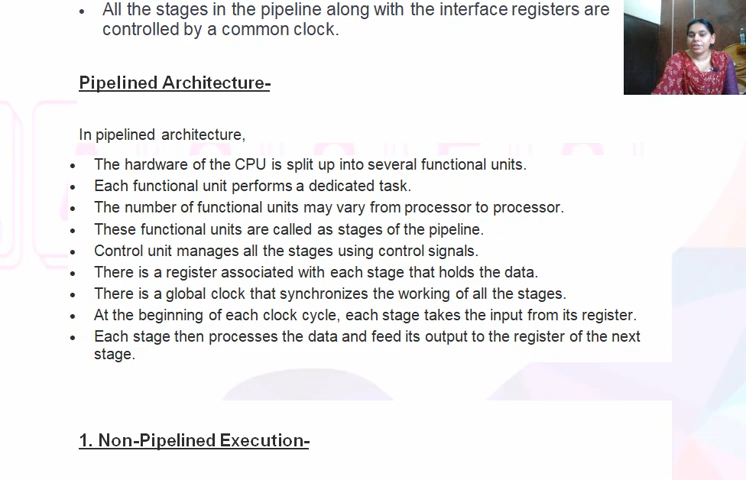 All the stages in the pipeline along with the interface registers are
controlled by a common clock.
Pipelined Architecture-
In pipelined architecture,
The hardware of the CPU is split up into several functional units.
Each functional unit performs a dedicated task.
The number of functional units may vary from processor to processor.
These functional units are called as stages of the pipeline.
Control unit manages all the stages using control signals.
There is a register associated with each stage that holds the data.
There is a global clock that synchronizes the working of all the stages.
At the beginning of each clock cycle, each stage takes the input from its register.
Each stage then processes the data and feed its output to the register of the next
stage.
1. Non-Pipelined Execution-